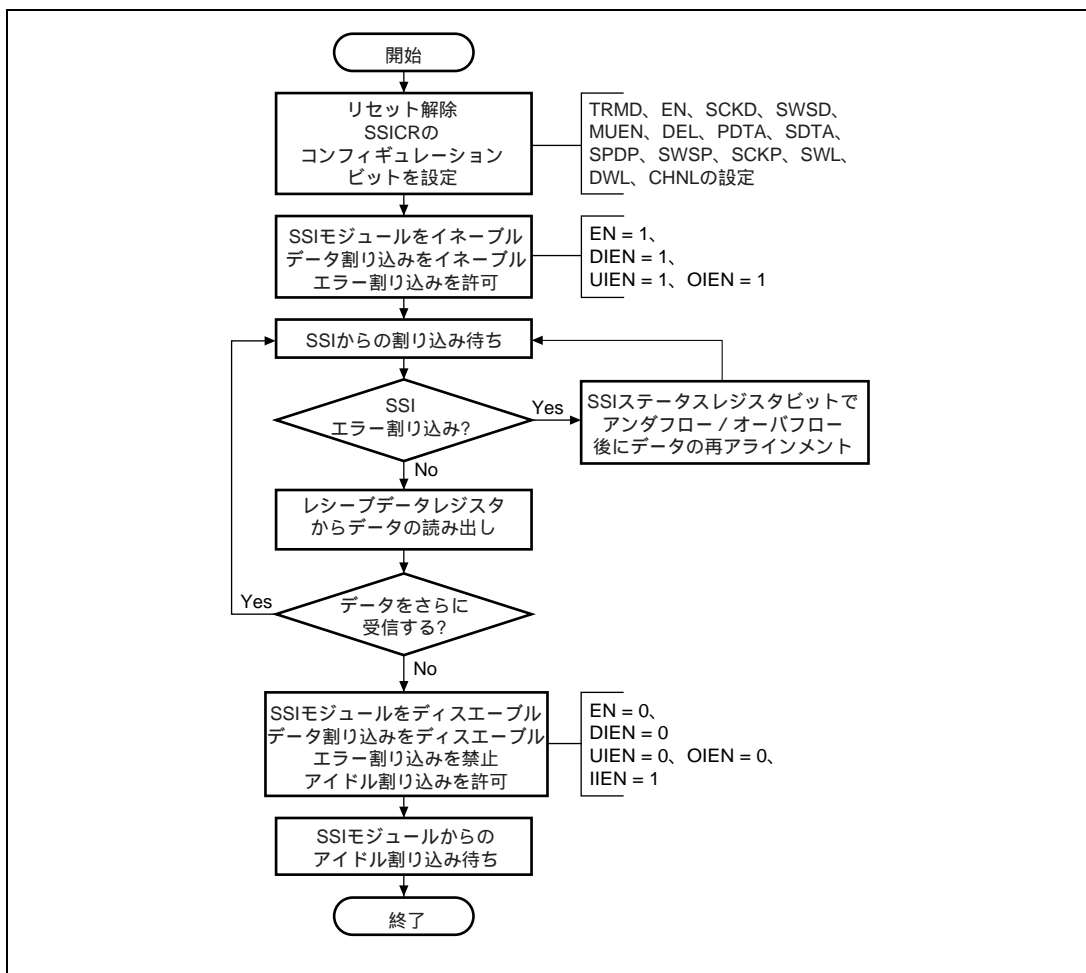 開始
リセット解除
SSICRの
コンフィギュレーション
ビットを設定
TRMD、EN、SCKD、SWSD、
MUEN、DEL、PDTA、SDTA、
SPDP、SWSP、SCKP、SWL、
DWL、CHNLの設定
SSIモジュールをイネーブル
データ割り込みをイネーブル
エラー割り込みを許可
EN = 1、
DIEN = 1、
UIEN = 1、OIEN = 1
SSIからの割り込み待ち
SSI
エラー割り込み?
Yes
SSIステータスレジスタビットで
アンダフロー / オーバフロー
後にデータの再アラインメント
No
レシーブデータレジスタ
からデータの読み出し
Yes
データをさらに
受信する?
No
SSIモジュールをディスエーブル
データ割り込みをディスエーブル
エラー割り込みを禁止
アイドル割り込みを許可
EN = 0、
DIEN = 0
UIEN = 0、OIEN = 0、
IIEN = 1
SSIモジュールからの
アイドル割り込み待ち
終了